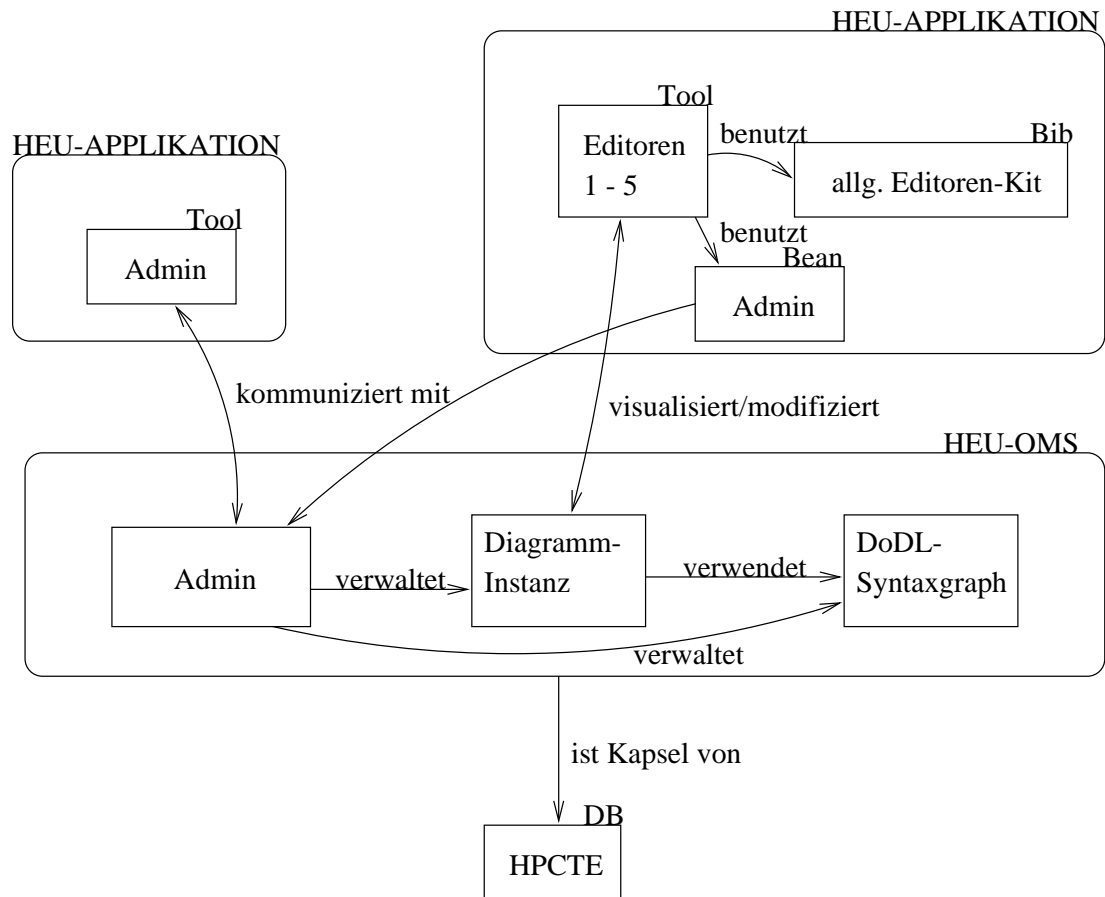 HEU-APPLIKATION
Tool
Editoren
1 - 5
benutzt
Bib
allg. Editoren-Kit
benutzt
Bean
Admin
HEU-APPLIKATION
Tool
Admin
kommuniziert mit
visualisiert/modifiziert
HEU-OMS
Admin
verwaltet
Diagramm-
Instanz
verwendet
DoDL-
Syntaxgraph
verwaltet
ist Kapsel von
DB
HPCTE